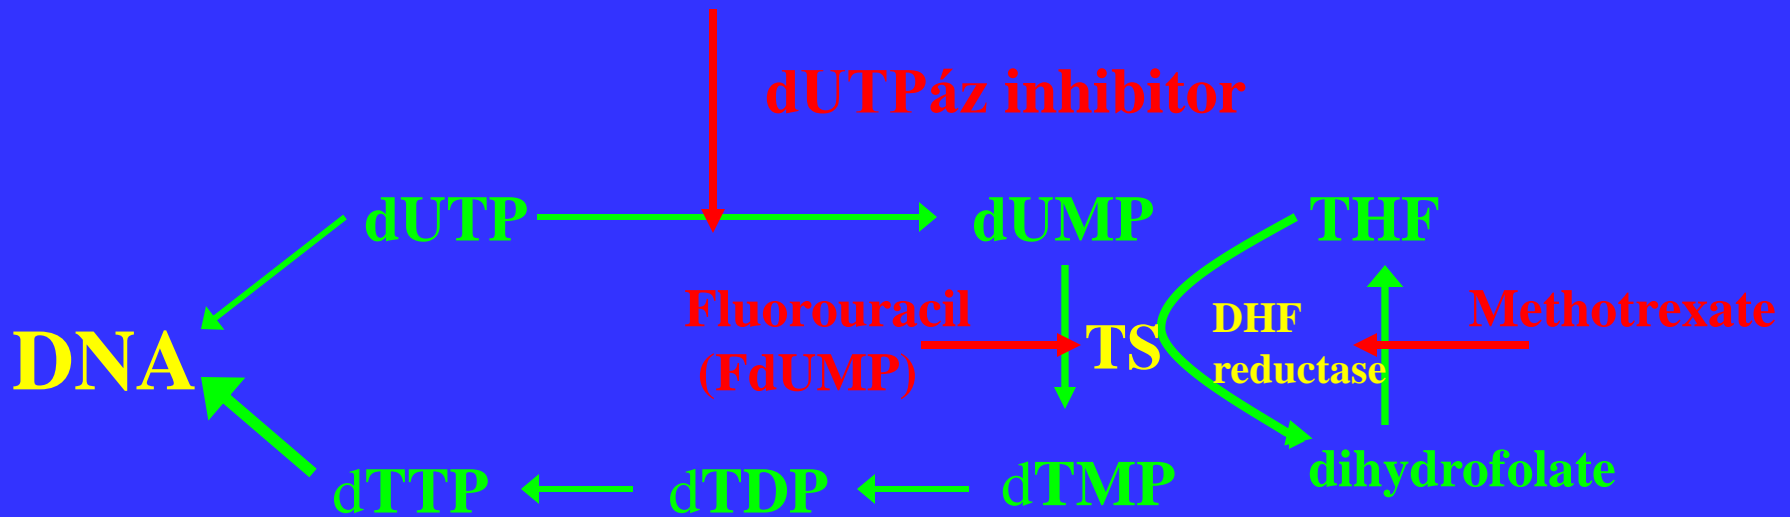 dUTPáz inhibitor
dUTP
dUMP
THF
Fluorouracil
(FdUMP)
TS
DHF
reductase
Methotrexate
DNA
dTTP
dTDP
dTMP
dihydrofolate